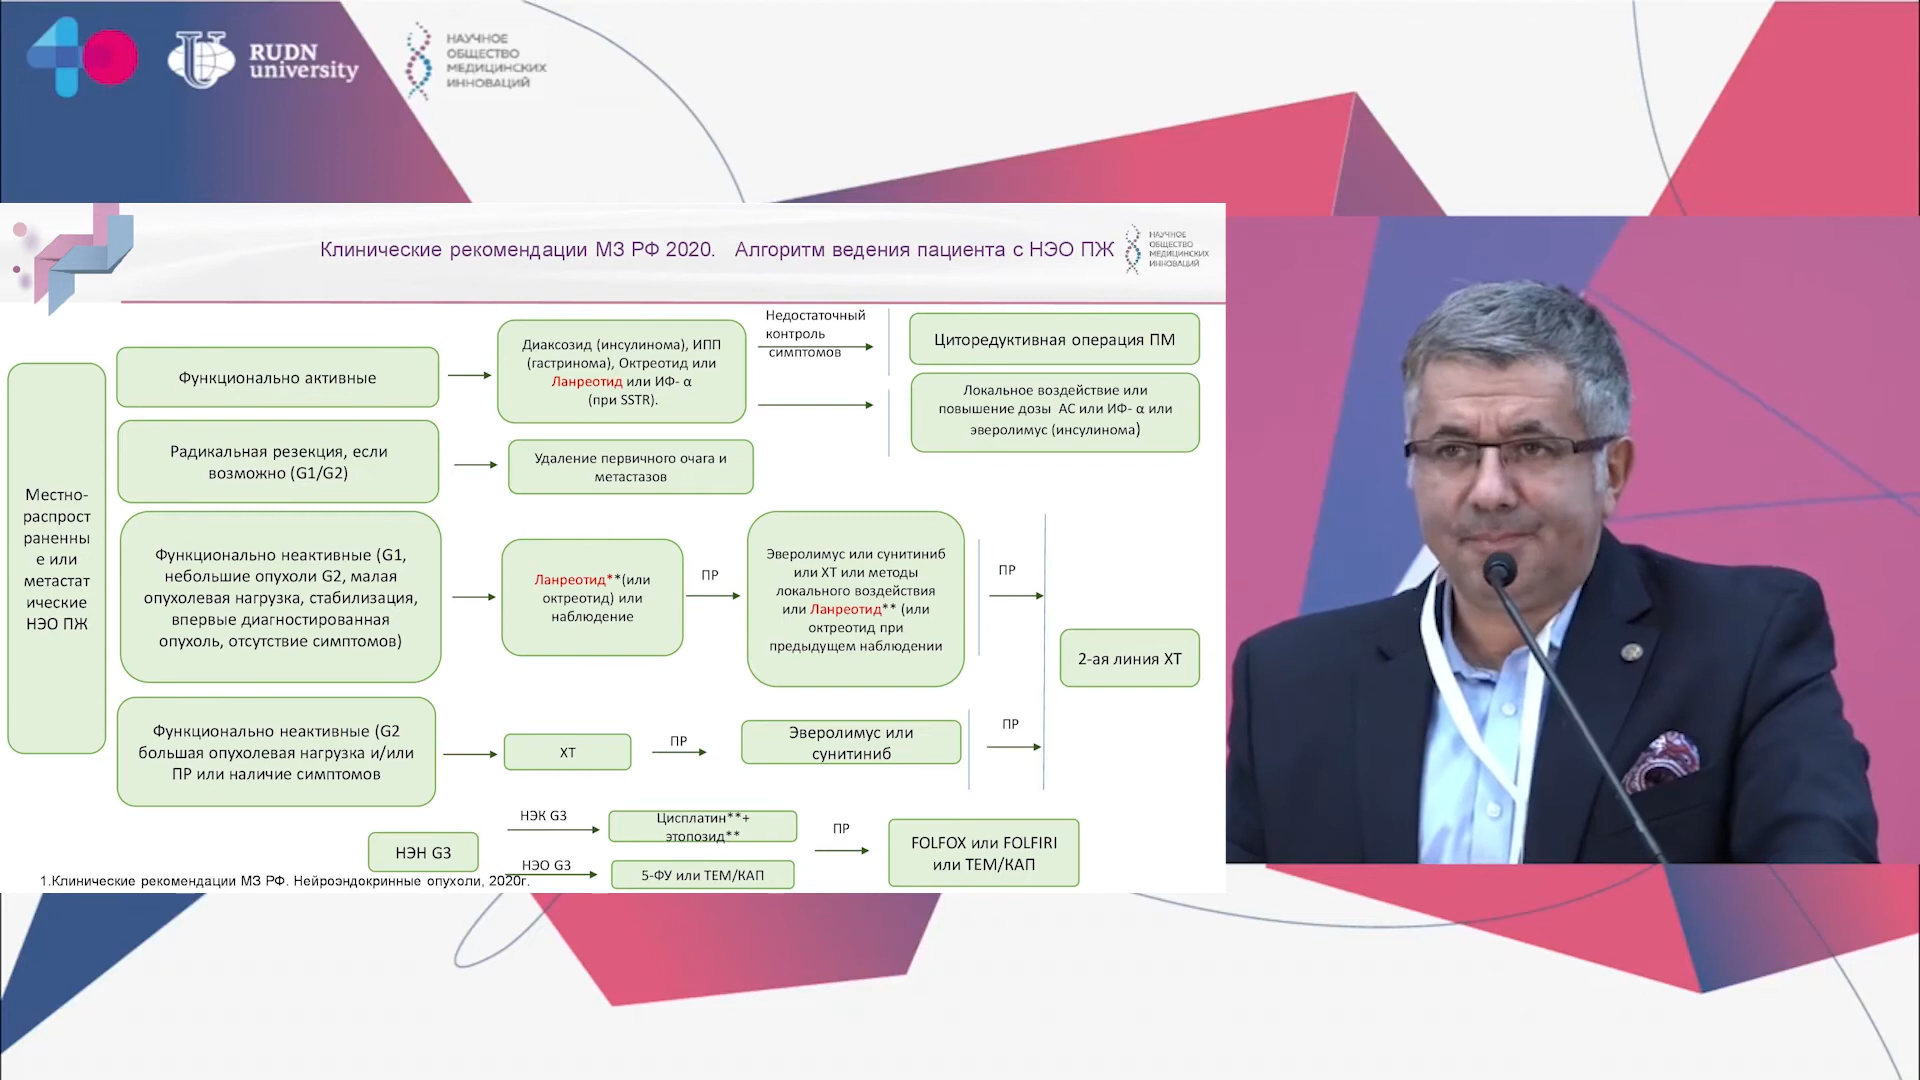 RUDN
university
НАУЧНОЕ
ОБЩЕСТВО
МЕДИЦИНСКИХ
ИННОВАЦИЙ
Клинические рекомендации МЗ РФ 2020. Алгоритм ведения пациента с НЭО ПЖ
НАУЧНОЕ
ОБЩЕСТВО
МЕДИЦИНСКИХ
ИННОВАЦИЙ
Местно-
распрост
раненны
е или
метастат
ические
НЭО ПЖ
Функционально активные
Диаксозид (инсулинома), ИПП
(гастринома), Октреотид или
Ланреотид или ИФ- α
(при SSTR).
Недостаточный
контроль
симптомов
Циторедуктивная операция ПМ
Локальное воздействие или
повышение дозы АС или ИФ- α или
эверолимус (инсулинома)
Радикальная резекция, если
возможно (G1/G2)
Удаление первичного очага и
метастазов
Функционально неактивные (G1,
небольшие опухоли G2, малая
опухолевая нагрузка, стабилизация,
впервые диагностированная
опухоль, отсутствие симптомов)
Ланреотид**(или
октреотид) или
наблюдение
ПР
Эверолимус или сунитиниб
или ХТ или методы
локального воздействия
или Ланреотид** (или
октреотид при
предыдущем наблюдении
ПР
2-ая линия ХТ
Функционально неактивные (G2
большая опухолевая нагрузка и/или
ПР или наличие симптомов
ХТ
ПР
Эверолимус или
сунитиниб
ПР
НЭН G3
НЭК G3
Цисплатин**+
этопозид**
НЭО G3
5-ФУ или ТЕМ/КАП
ПР
FOLFOX или FOLFIRI
или ТЕМ/КАП
1.Клинические рекомендации МЗ РФ. Нейроэндокринные опухоли, 2020г.